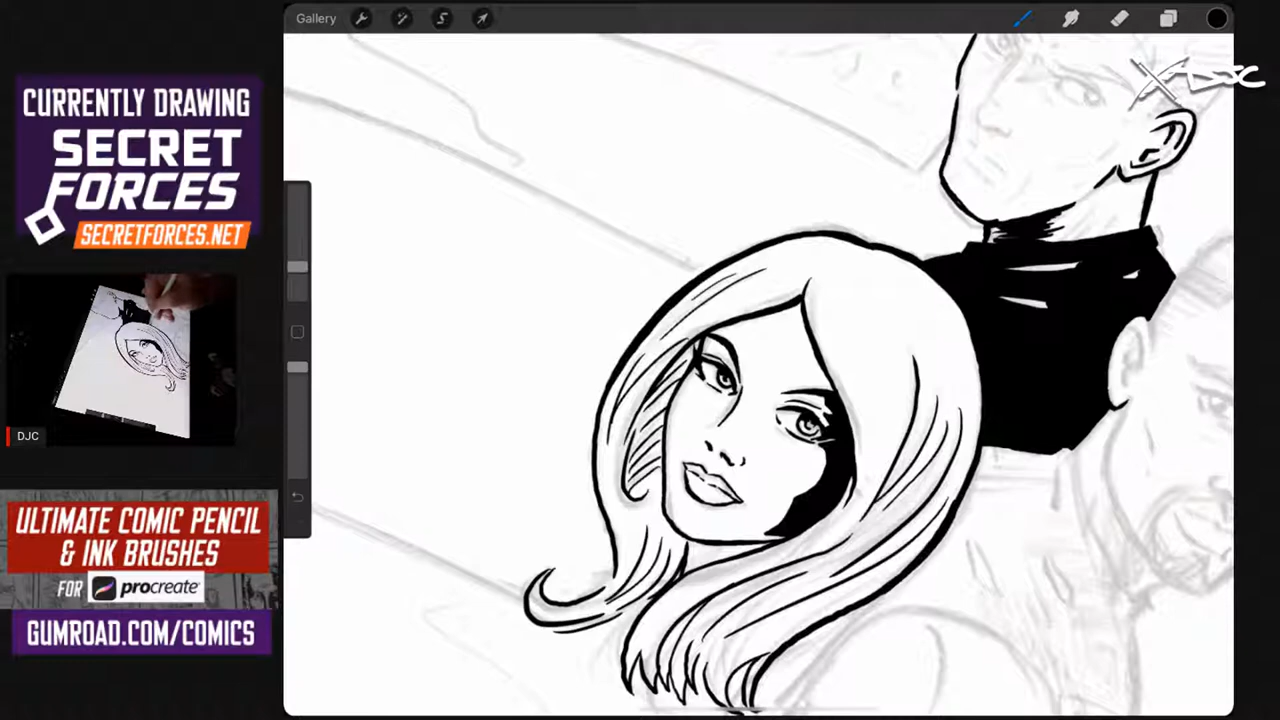 Gallery
CURRENTLY DRAWING
SECRET
FORCES
SECRETFORCES.NET
DJC
ULTIMATE COMIC PENCIL
& INK BRUSHES
FOR procreate
GUMROAD.COM/COMICS